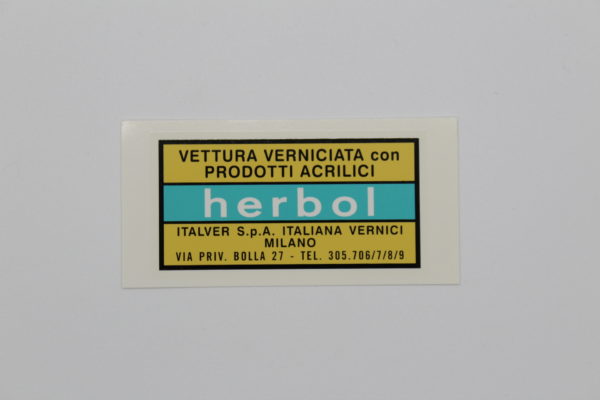 VETTURA VERNICIATA con
PRODOTTI ACRILICI
herbol
ITALVER S.p.A. ITALIANA VERNICI
MILANO
VIA PRIV. BOLLA 27 - TEL. 305.706/7/8/9